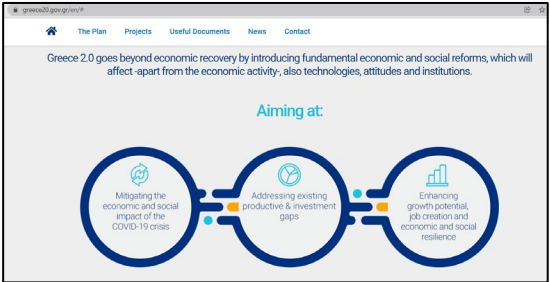 greece20.gov.gr/en/#
The Plan Projects Useful Documents News Contact
Greece 2.0 goes beyond economic recovery by introducing fundamental economic and social reforms, which will
affect -apart from the economic activity-, also technologies, attitudes and institutions.
Aiming at:
Mitigating the
economic and social
impact of the
COVID-19 crisis
Addressing existing
productive & investment
gaps
Enhancing
growth potential,
job creation and
economic and social
resilience